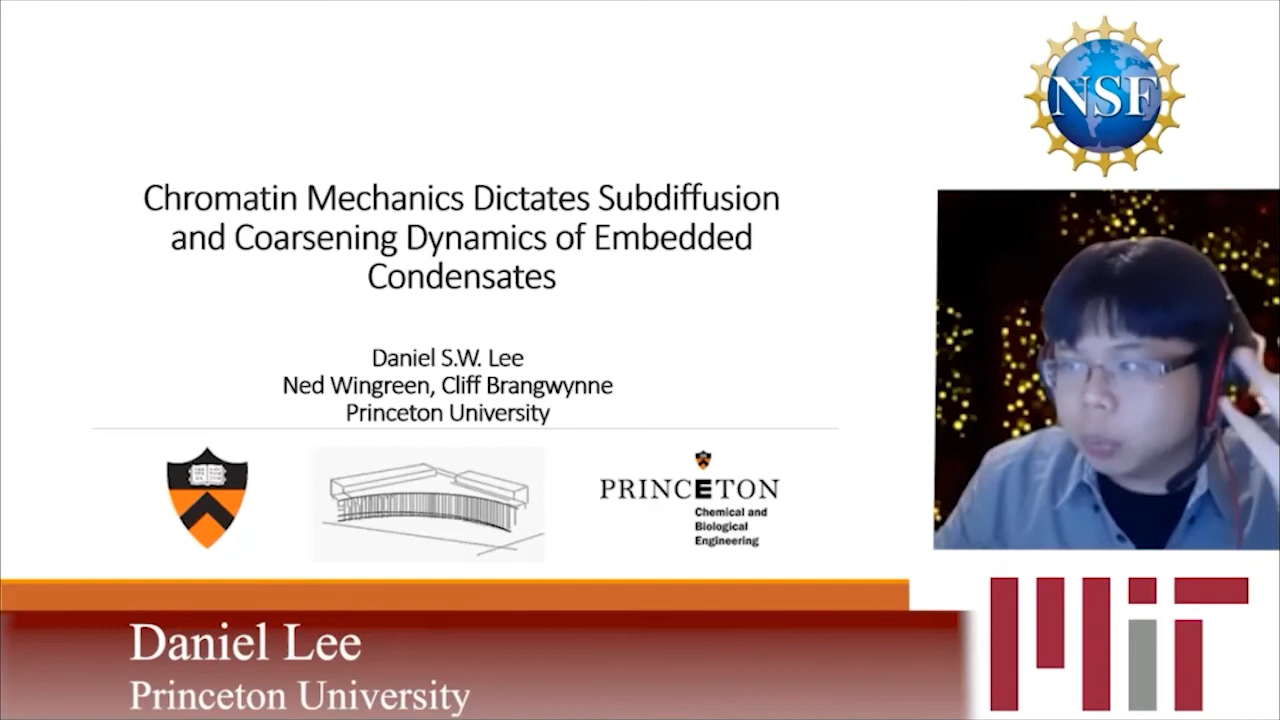 NSF
Chromatin Mechanics Dictates Subdiffusion
and Coarsening Dynamics of Embedded
Condensates
Daniel S.W. Lee
Ned Wingreen, Cliff Brangwynne
Princeton University
PRINCETON
Chemical and
Biological
Engineering
Daniel Lee
Princeton University
MIT